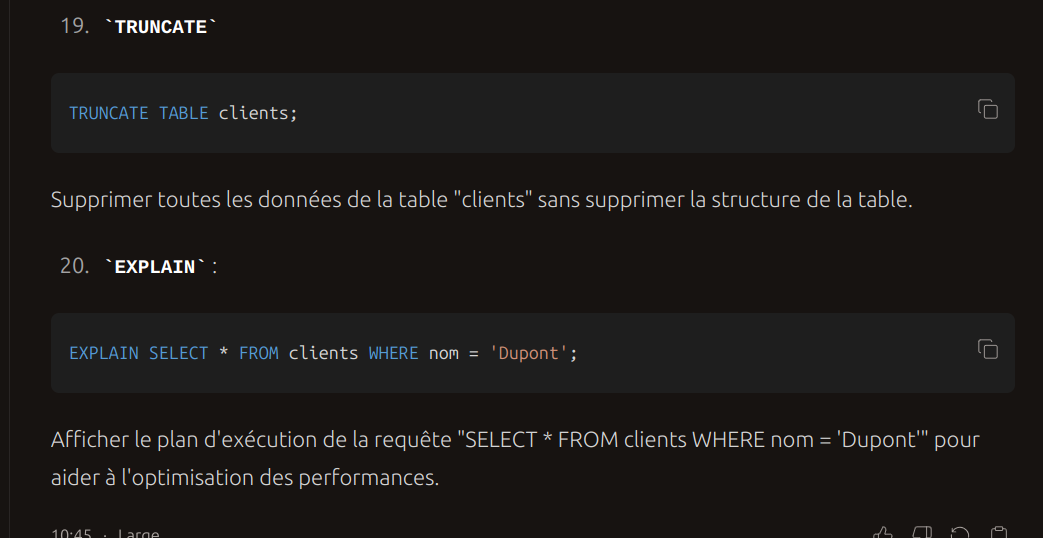 19. `TRUNCATE`
TRUNCATE TABLE clients;
Supprimer toutes les données de la table "clients" sans supprimer la structure de la table.
20. `EXPLAIN` :
EXPLAIN SELECT * FROM clients WHERE nom = 'Dupont';
Afficher le plan d'exécution de la requête "SELECT * FROM clients WHERE nom = 'Dupont'" pour
aider à l'optimisation des performances.
10:45 · Large